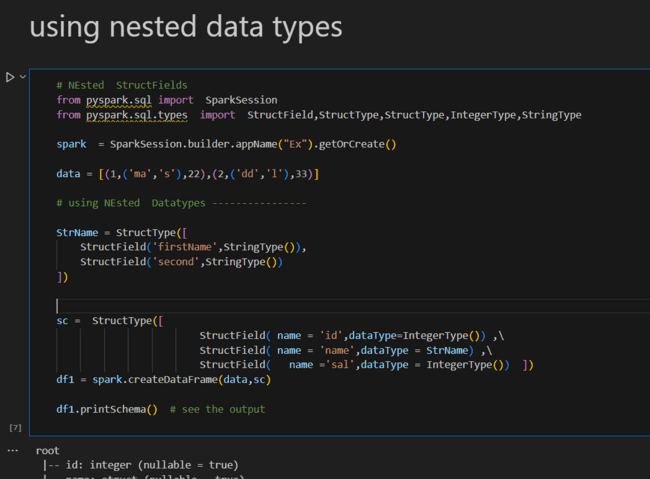 using nested data types
# NEsted  StructFields
from pyspark.sql import  SparkSession
from pyspark.sql.types  import  StructField,StructType,StructType,IntegerType,StringType
spark  = SparkSession.builder.appName("Ex").getOrCreate()
data = [(1,('ma','s'),22),(2,('dd','l'),33)]
# using NEsted  Datatypes ----------------
StrName = StructType([
    StructField('firstName',StringType()),
    StructField('second',StringType())
])
sc =  StructType([
                        StructField( name = 'id',dataType=IntegerType()) ,\
                        StructField( name = 'name',dataType = StrName) ,\
                        StructField(   name ='sal',dataType = IntegerType())  ])
df1 = spark.createDataFrame(data,sc)
df1.printSchema()  # see the output
[7]
... root
 |-- id: integer (nullable = true)
 |-- name: struct (nullable = true)